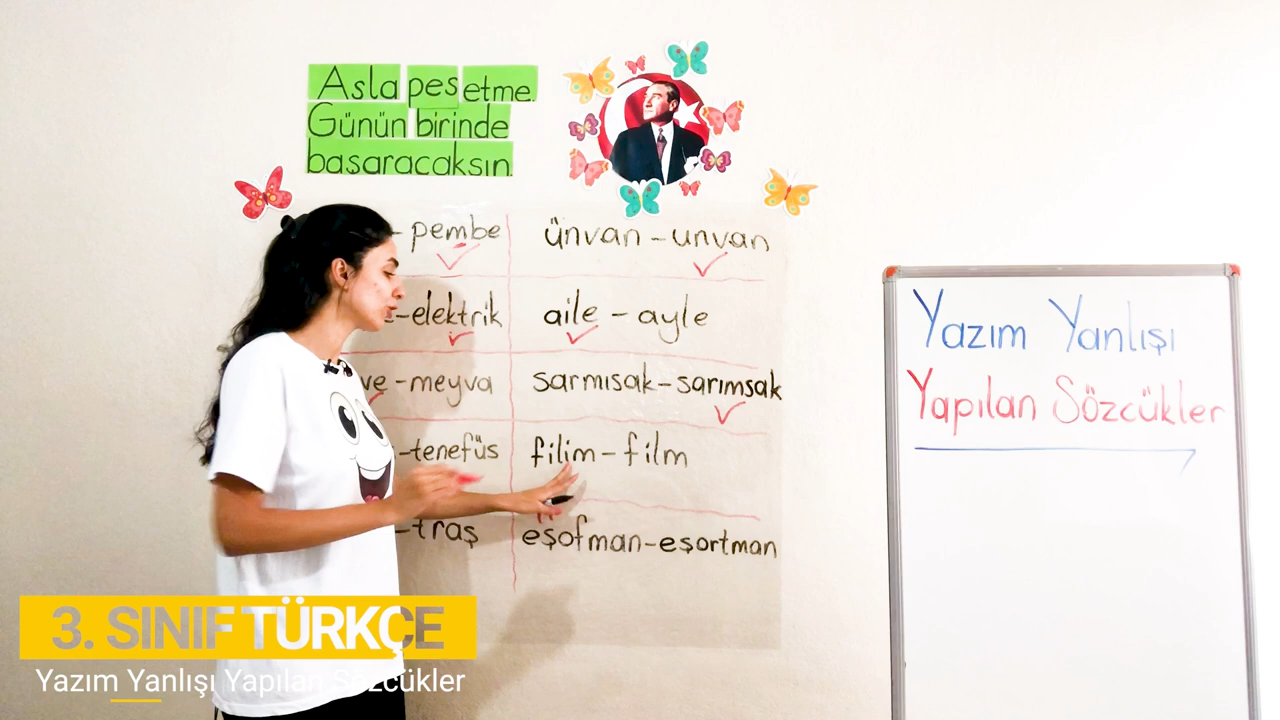 Asla pes etme.
Günün birinde
başaracaksın.
- pembe
ünvan - unvan
- elektrik
aile - ayle
ve - meyva
sarmısak - sarımsak
- tenefüs
filim - film
- traş
eşofman - eşortman
Yazım Yanlışı
Yapılan Sözcükler
3. SINIF TÜRKÇE
Yazım Yanlışı Yapılan Sözcükler